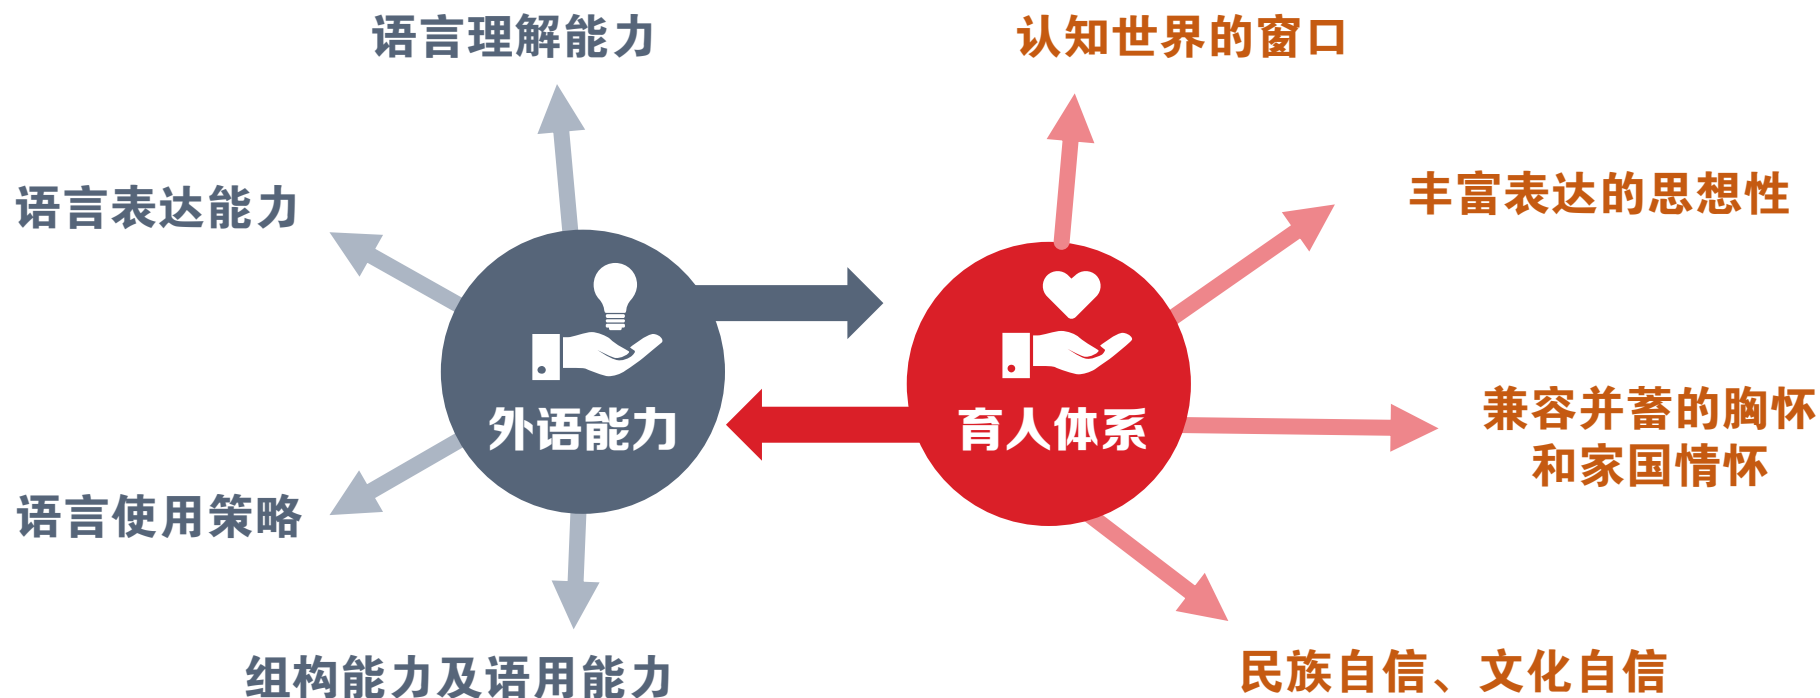 语言理解能力
认知世界的窗口
语言表达能力
丰富表达的思想性
外语能力
育人体系
兼容并蓄的胸怀
和家国情怀
语言使用策略
组构能力及语用能力
民族自信、文化自信